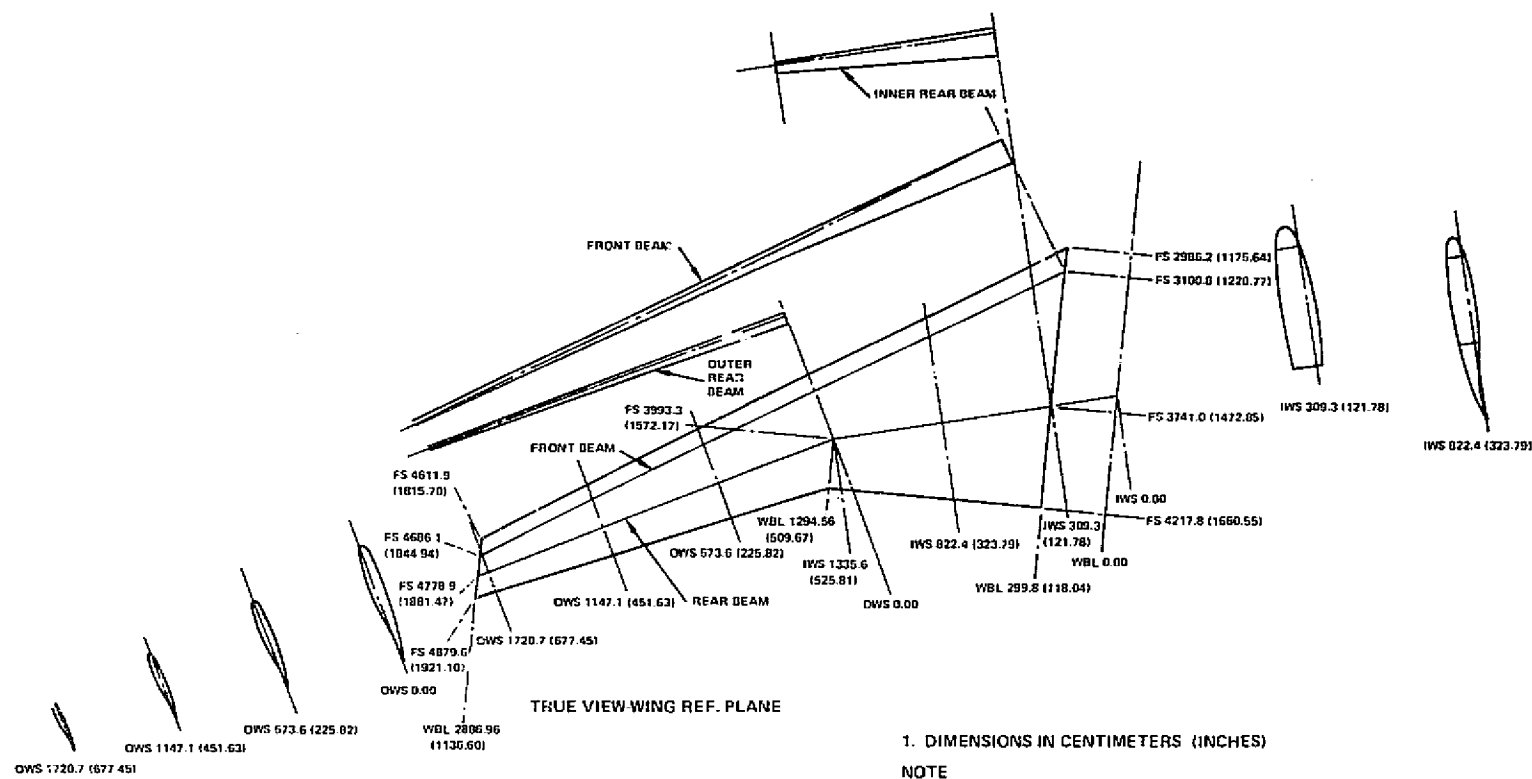 INNER REAR BEAM
FRONT BEAM
FS 2986.2 (1175.64)
FS 3100.8 (1220.77)
OUTER
REAR
BEAM
FS 3993.3
(1572.17)
FS 3741.0 (1472.85)
IWS 309.3 (121.78)
IWS 822.4 (323.79)
FRONT BEAM
FS 4611.9
(1815.70)
IWS 0.00
FS 4217.8 (1660.55)
WBL 1294.56
(509.67)
IWS 309.3
(121.78)
FS 4686.1
(1844.94)
OWS 573.6 (225.82)
IWS 822.4 (323.79)
WBL 0.00
IWS 1335.6
(525.81)
FS 4778.9
(1881.47)
OWS 1147.1 (451.63)
REAR BEAM
OWS 0.00
WBL 299.8 (118.04)
OWS 1720.7 (677.45)
FS 4879.6
(1921.10)
OWS 0.00
TRUE VIEW-WING REF. PLANE
OWS 573.6 (225.82)
WBL 2886.96
(1136.60)
OWS 1147.1 (451.63)
OWS 1720.7 (677.45)
1. DIMENSIONS IN CENTIMETERS (INCHES)
NOTE